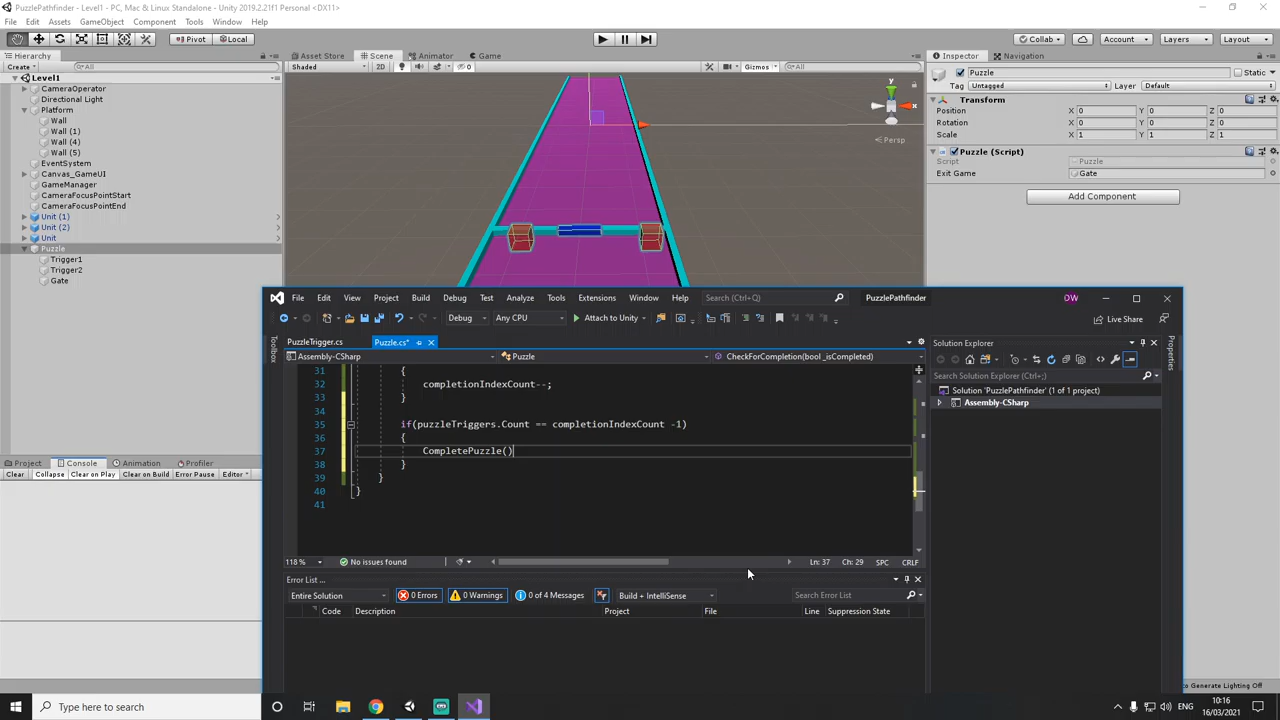 PuzzlePathfinder - Level1 - PC, Mac & Linux Standalone - Unity 2019.2.21f1 Personal <DX11>
File Edit Assets GameObject Component Tools Window Help
Pivot Local Collab Account Layers Layout
Hierarchy Asset Store Scene Animator Game Inspector Navigation
Create All Shaded 2D 0 Gizmos All
Puzzle Static
Tag Untagged Layer Default
Transform
Position X 0 Y 0 Z 0
Rotation X 0 Y 0 Z 0
Scale X 1 Y 1 Z 1
Puzzle (Script)
Script Puzzle
Exit Game Gate
Add Component
y
Persp
Level1
CameraOperator
Directional Light
Platform
Wall
Wall (1)
Wall (4)
Wall (5)
EventSystem
Canvas_GameUI
GameManager
CameraFocusPointStart
CameraFocusPointEnd
Unit (1)
Unit (2)
Unit
Puzzle
Trigger1
Trigger2
Gate
Project Console Animation Profiler
Clear Collapse Clear on Play Clear on Build Error Pause Editor
File Edit View Project Build Debug Test Analyze Tools Extensions Window Help Search (Ctrl+Q) PuzzlePathfinder DW
Debug Any CPU Attach to Unity Live Share
Toolbox
PuzzleTrigger.cs Puzzle.cs*
Assembly-CSharp Puzzle CheckForCompletion(bool _isCompleted)
31 {
32 completionIndexCount--;
33 }
34
35 if(puzzleTriggers.Count == completionIndexCount -1)
36 {
37 CompletePuzzle()
38 }
39 }
40 }
41
118 % No issues found Ln: 37 Ch: 29 SPC CRLF
Error List ...
Entire Solution 0 Errors 0 Warnings 0 of 4 Messages Build + IntelliSense Search Error List
Code Description Project File Line Suppression State
Solution Explorer
Search Solution Explorer (Ctrl+;)
Solution 'PuzzlePathfinder' (1 of 1 project)
Assembly-CSharp
Properties
to Generate Lighting Off
Type here to search
10:16
16/03/2021